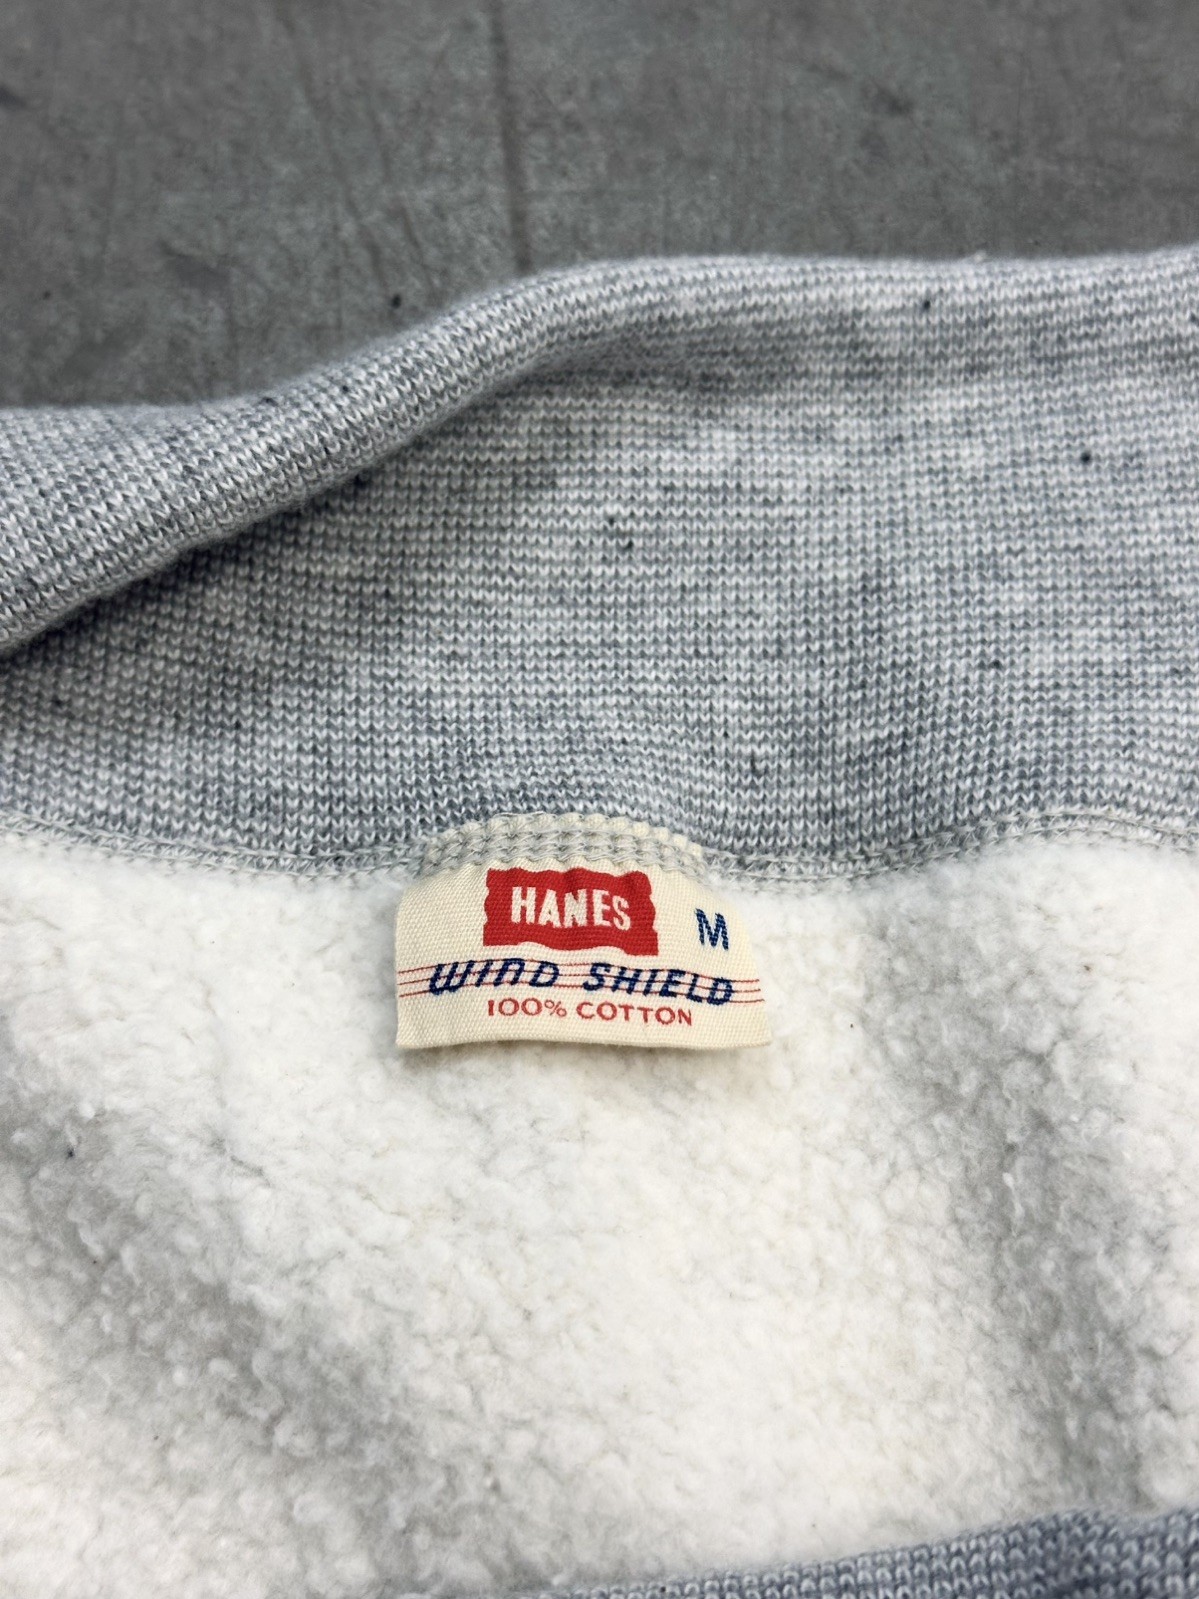 HANES
M
WIND SHIELD
100% COTTON